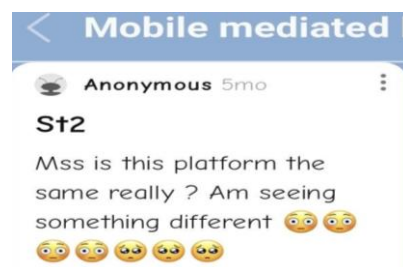 Mobile mediated
Anonymous 5mo
St2
Mss is this platform the
same really ? Am seeing
something different 😳😳
😳😳🥺🥺🥺